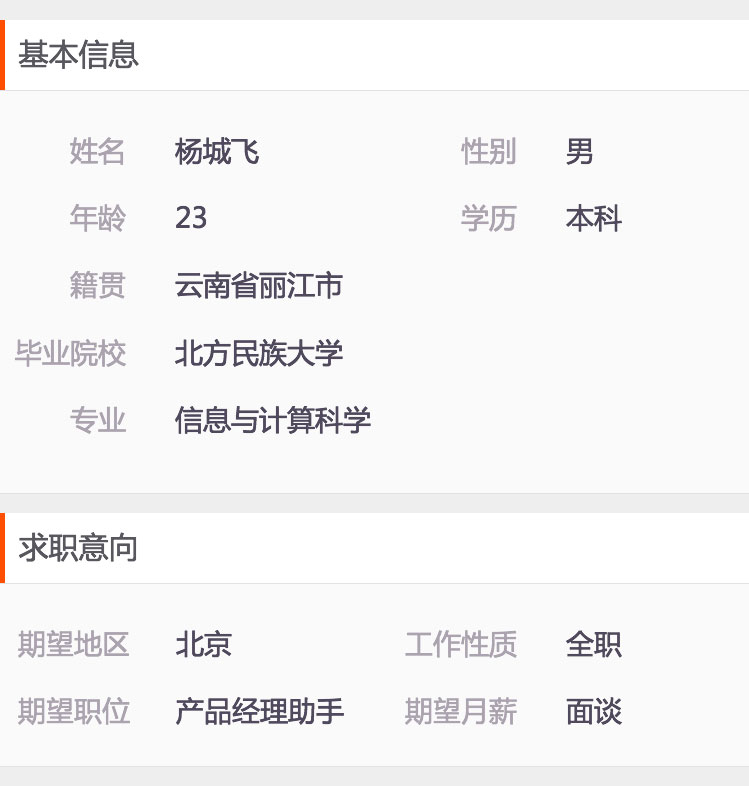 基本信息
姓名 杨城飞 性别 男
年龄 23 学历 本科
籍贯 云南省丽江市
毕业院校 北方民族大学
专业 信息与计算科学
求职意向
期望地区 北京 工作性质 全职
期望职位 产品经理助手 期望月薪 面谈